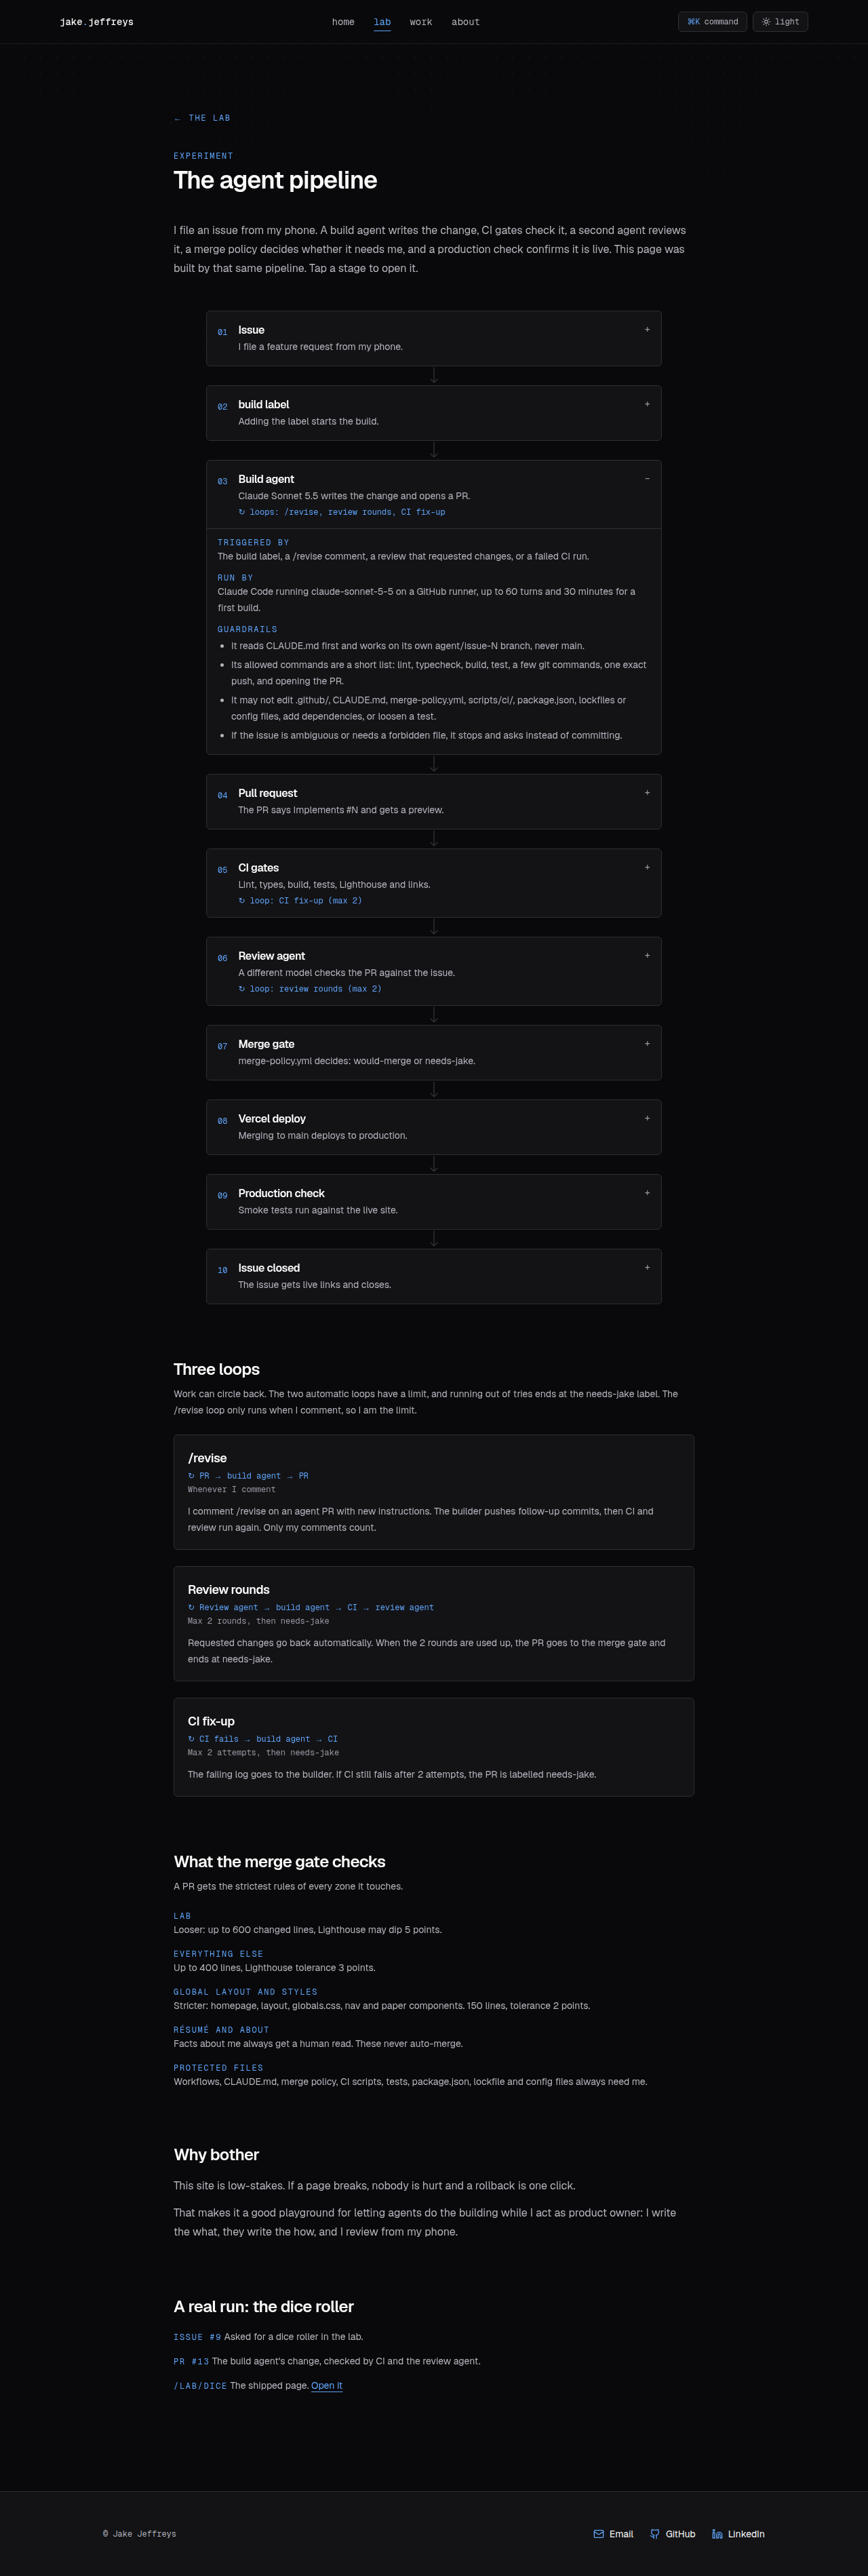 jake.jeffreys
home lab work about
⌘K command
light
← THE LAB
EXPERIMENT
The agent pipeline
I file an issue from my phone. A build agent writes the change, CI gates check it, a second agent reviews
it, a merge policy decides whether it needs me, and a production check confirms it is live. This page was
built by that same pipeline. Tap a stage to open it.
01 Issue +
I file a feature request from my phone.
02 build label +
Adding the label starts the build.
03 Build agent −
Claude Sonnet 5.5 writes the change and opens a PR.
↻ loops: /revise, review rounds, CI fix-up
TRIGGERED BY
The build label, a /revise comment, a review that requested changes, or a failed CI run.
RUN BY
Claude Code running claude-sonnet-5-5 on a GitHub runner, up to 60 turns and 30 minutes for a
first build.
GUARDRAILS
• It reads CLAUDE.md first and works on its own agent/issue-N branch, never main.
• Its allowed commands are a short list: lint, typecheck, build, test, a few git commands, one exact
push, and opening the PR.
• It may not edit .github/, CLAUDE.md, merge-policy.yml, scripts/ci/, package.json, lockfiles or
config files, add dependencies, or loosen a test.
• If the issue is ambiguous or needs a forbidden file, it stops and asks instead of committing.
04 Pull request +
The PR says Implements #N and gets a preview.
05 CI gates +
Lint, types, build, tests, Lighthouse and links.
↻ loop: CI fix-up (max 2)
06 Review agent +
A different model checks the PR against the issue.
↻ loop: review rounds (max 2)
07 Merge gate +
merge-policy.yml decides: would-merge or needs-jake.
08 Vercel deploy +
Merging to main deploys to production.
09 Production check +
Smoke tests run against the live site.
10 Issue closed +
The issue gets live links and closes.
Three loops
Work can circle back. The two automatic loops have a limit, and running out of tries ends at the needs-jake label. The
/revise loop only runs when I comment, so I am the limit.
/revise
↻ PR → build agent → PR
Whenever I comment
I comment /revise on an agent PR with new instructions. The builder pushes follow-up commits, then CI and
review run again. Only my comments count.
Review rounds
↻ Review agent → build agent → CI → review agent
Max 2 rounds, then needs-jake
Requested changes go back automatically. When the 2 rounds are used up, the PR goes to the merge gate and
ends at needs-jake.
CI fix-up
↻ CI fails → build agent → CI
Max 2 attempts, then needs-jake
The failing log goes to the builder. If CI still fails after 2 attempts, the PR is labelled needs-jake.
What the merge gate checks
A PR gets the strictest rules of every zone it touches.
LAB
Looser: up to 600 changed lines, Lighthouse may dip 5 points.
EVERYTHING ELSE
Up to 400 lines, Lighthouse tolerance 3 points.
GLOBAL LAYOUT AND STYLES
Stricter: homepage, layout, globals.css, nav and paper components. 150 lines, tolerance 2 points.
RÉSUMÉ AND ABOUT
Facts about me always get a human read. These never auto-merge.
PROTECTED FILES
Workflows, CLAUDE.md, merge policy, CI scripts, tests, package.json, lockfile and config files always need me.
Why bother
This site is low-stakes. If a page breaks, nobody is hurt and a rollback is one click.
That makes it a good playground for letting agents do the building while I act as product owner: I write
the what, they write the how, and I review from my phone.
A real run: the dice roller
ISSUE #9 Asked for a dice roller in the lab.
PR #13 The build agent's change, checked by CI and the review agent.
/LAB/DICE The shipped page. Open it
© Jake Jeffreys
Email GitHub LinkedIn